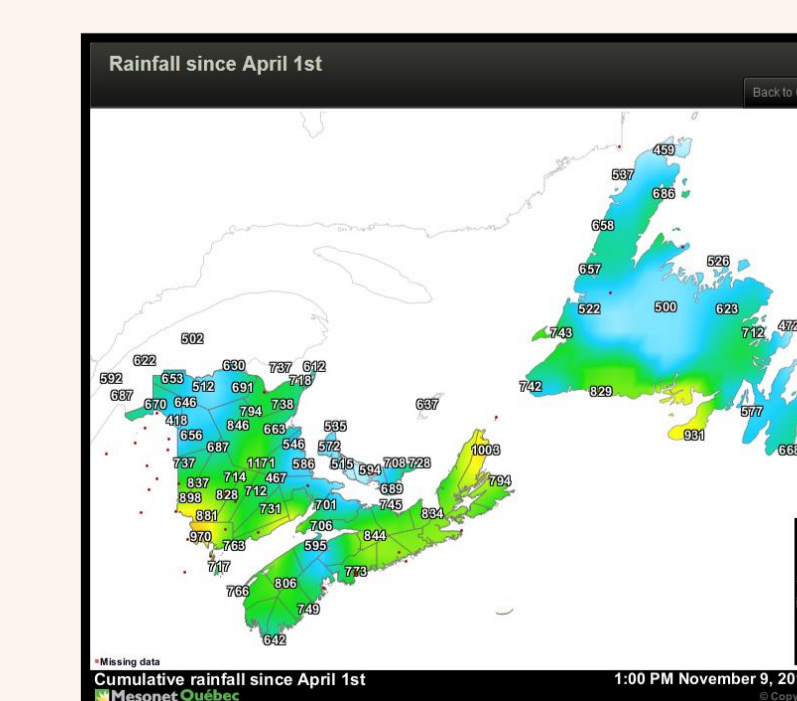 Rainfall since April 1st
Back to
459
537
686
658
657
526
522 500 623
743 712 472
502
622 630 737 612
592 653 512 691 718
687 670 646 794 738 637
742 829
418 846 663 535
656 687 546 572
931 577
668
737 1171 586 515 594 708 728 1003
837 714 467 689 794
898 828 712 701 745
881 731 706 834
970 763 595 844
717 773
766 806
749
642
*Missing data
Cumulative rainfall since April 1st 1:00 PM November 9, 20
Mesonet Québec © Copy